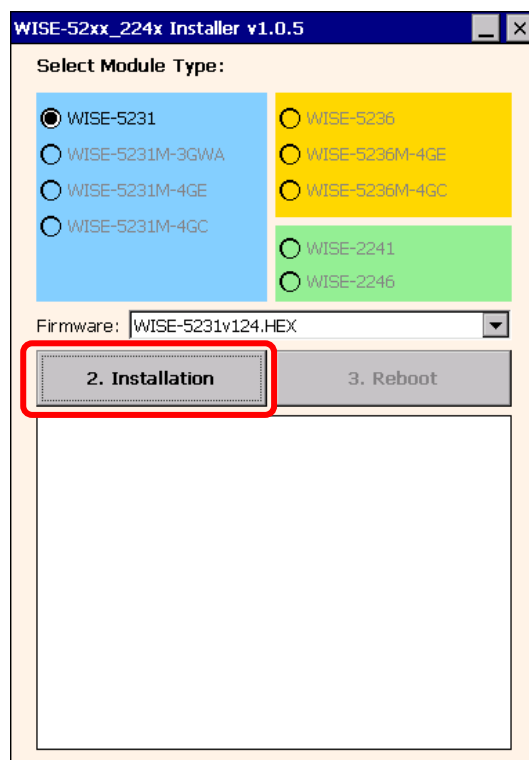 WISE-52xx_224x Installer v1.0.5
Select Module Type:
WISE-5231
WISE-5231M-3GWA
WISE-5231M-4GE
WISE-5231M-4GC
WISE-5236
WISE-5236M-4GE
WISE-5236M-4GC
WISE-2241
WISE-2246
Firmware: WISE-5231v124.HEX
2. Installation
3. Reboot